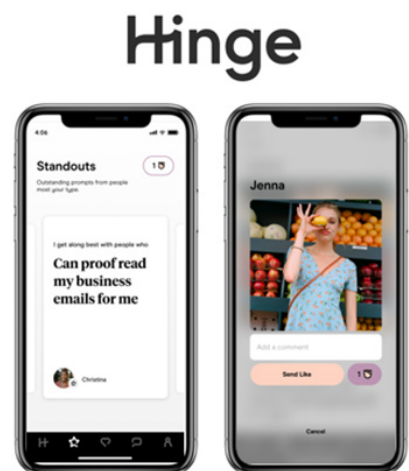 Hinge
4:06
Standouts
1
Outstanding prompts from people
most your type.
I get along best with people who
Can proof read
my business
emails for me
Christina
Jenna
Add a comment
Send Like
1
Cancel